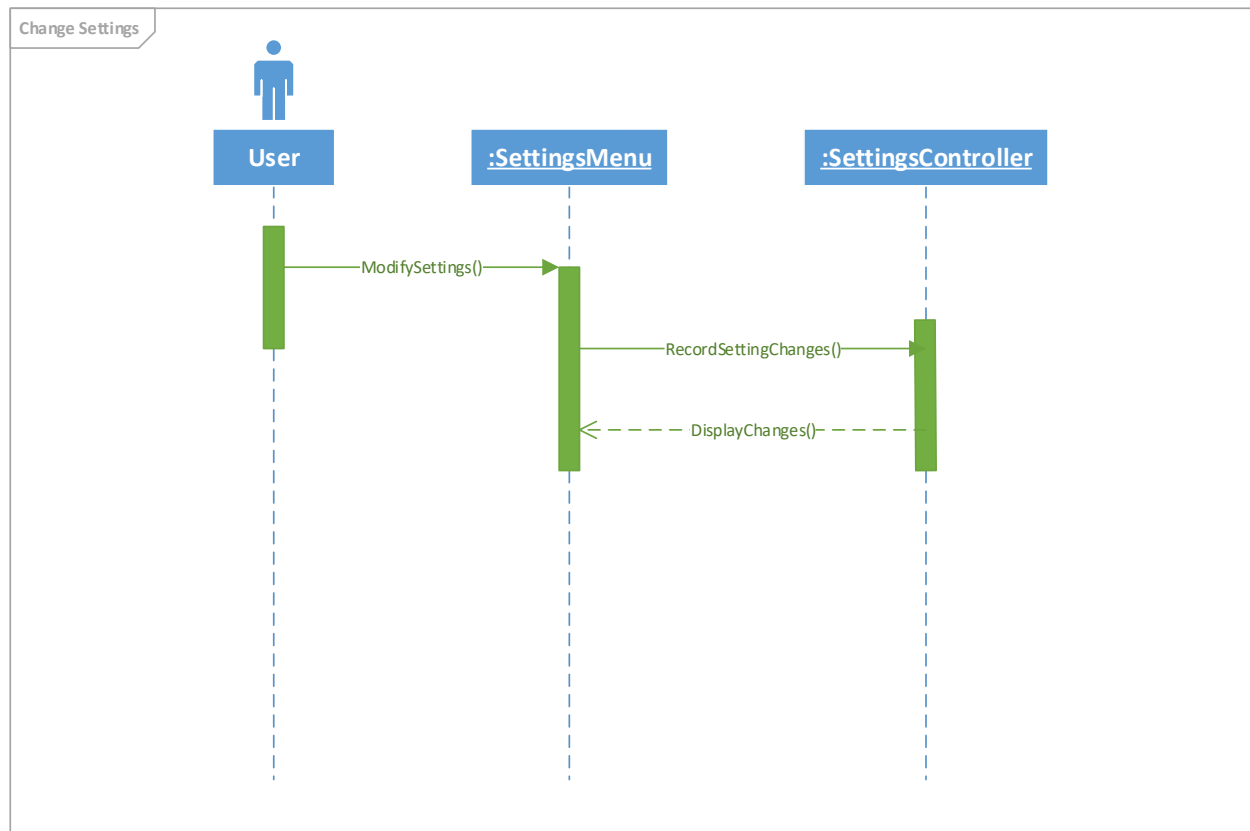 Change Settings
User
:SettingsMenu
:SettingsController
ModifySettings()
RecordSettingChanges()
DisplayChanges()